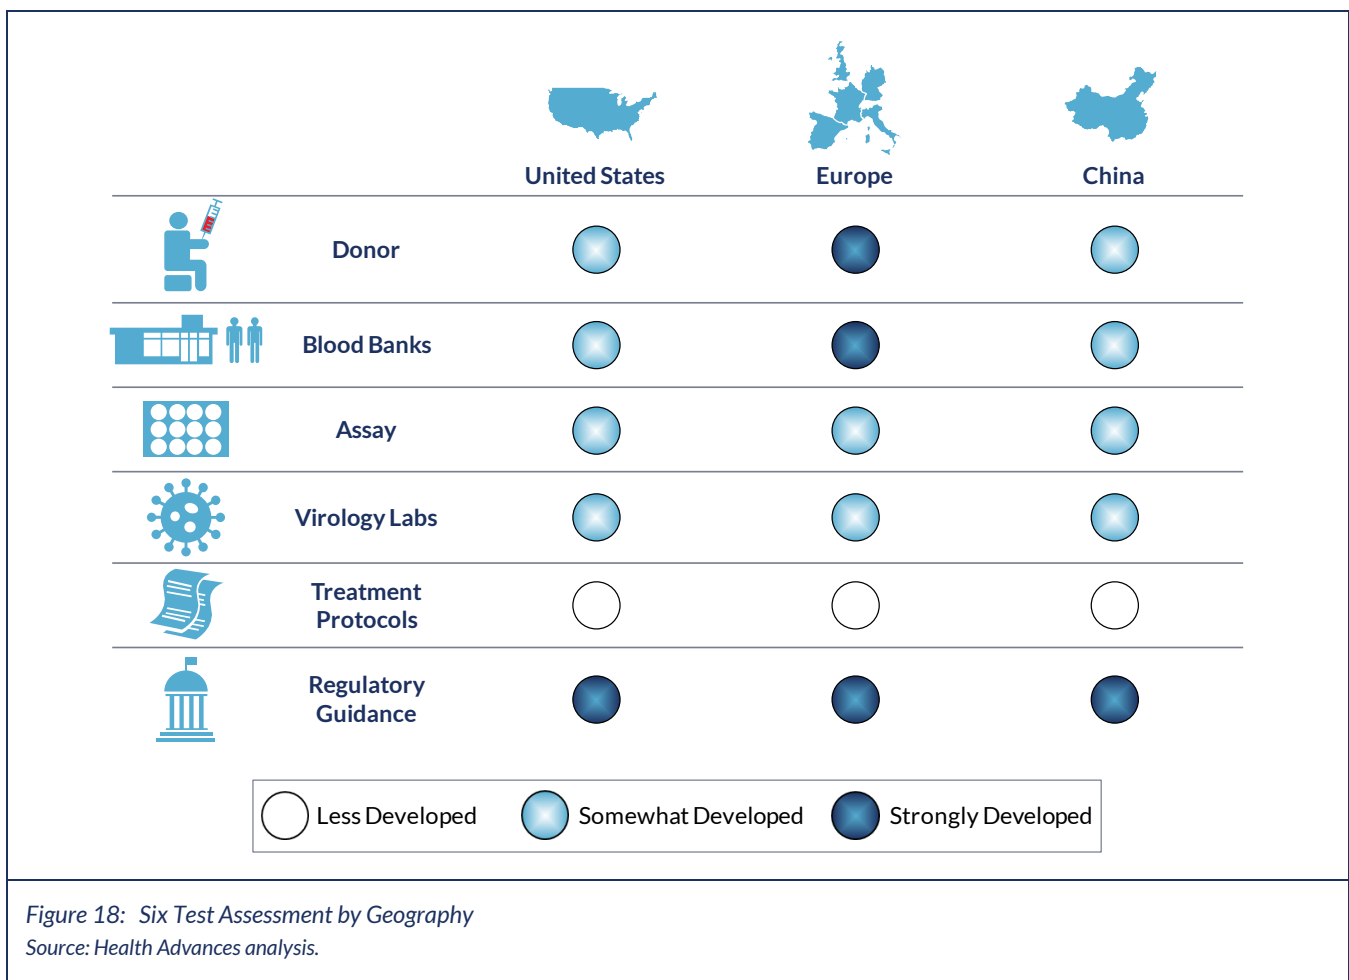 United States Europe China
Donor
Blood Banks
Assay
Virology Labs
Treatment
Protocols
Regulatory
Guidance
Less Developed Somewhat Developed Strongly Developed
Figure 18: Six Test Assessment by Geography
Source: Health Advances analysis.